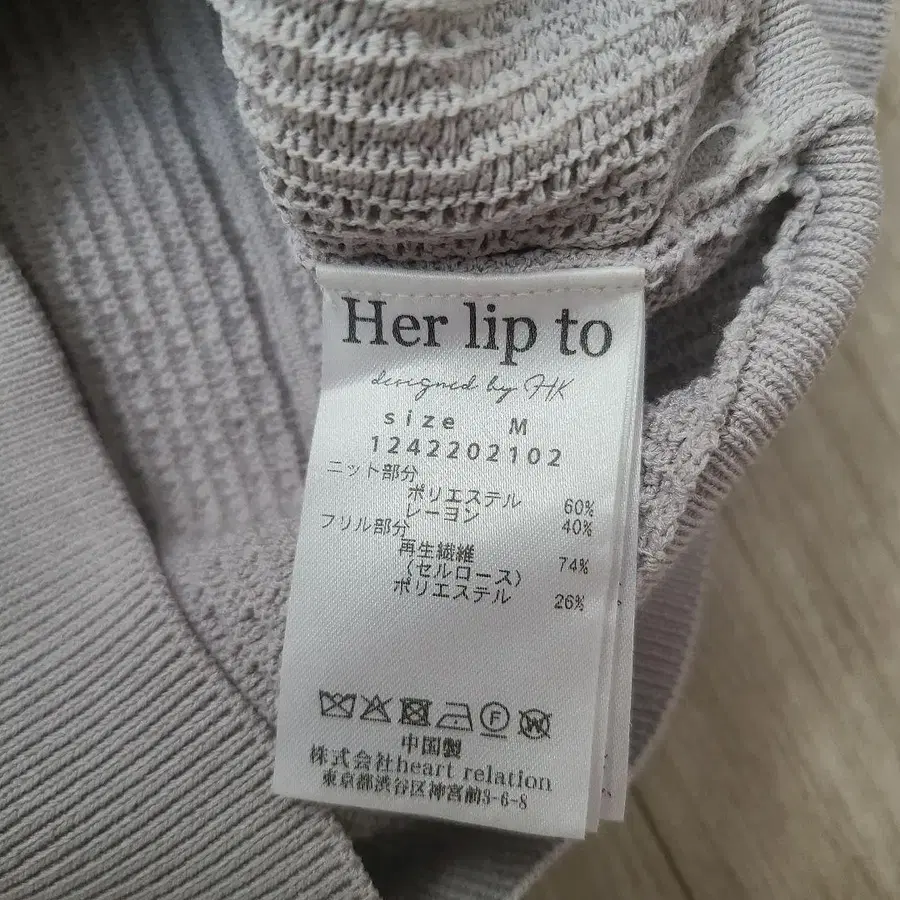 Her lip to
designed by HK
size M
1242202102
ニット部分
ポリエステル 60%
レーヨン 40%
フリル部分
再生繊維 74%
(セルロース)
ポリエステル 26%
F
W
中国製
株式会社heart relation
東京都渋谷区神宮前3-6-8